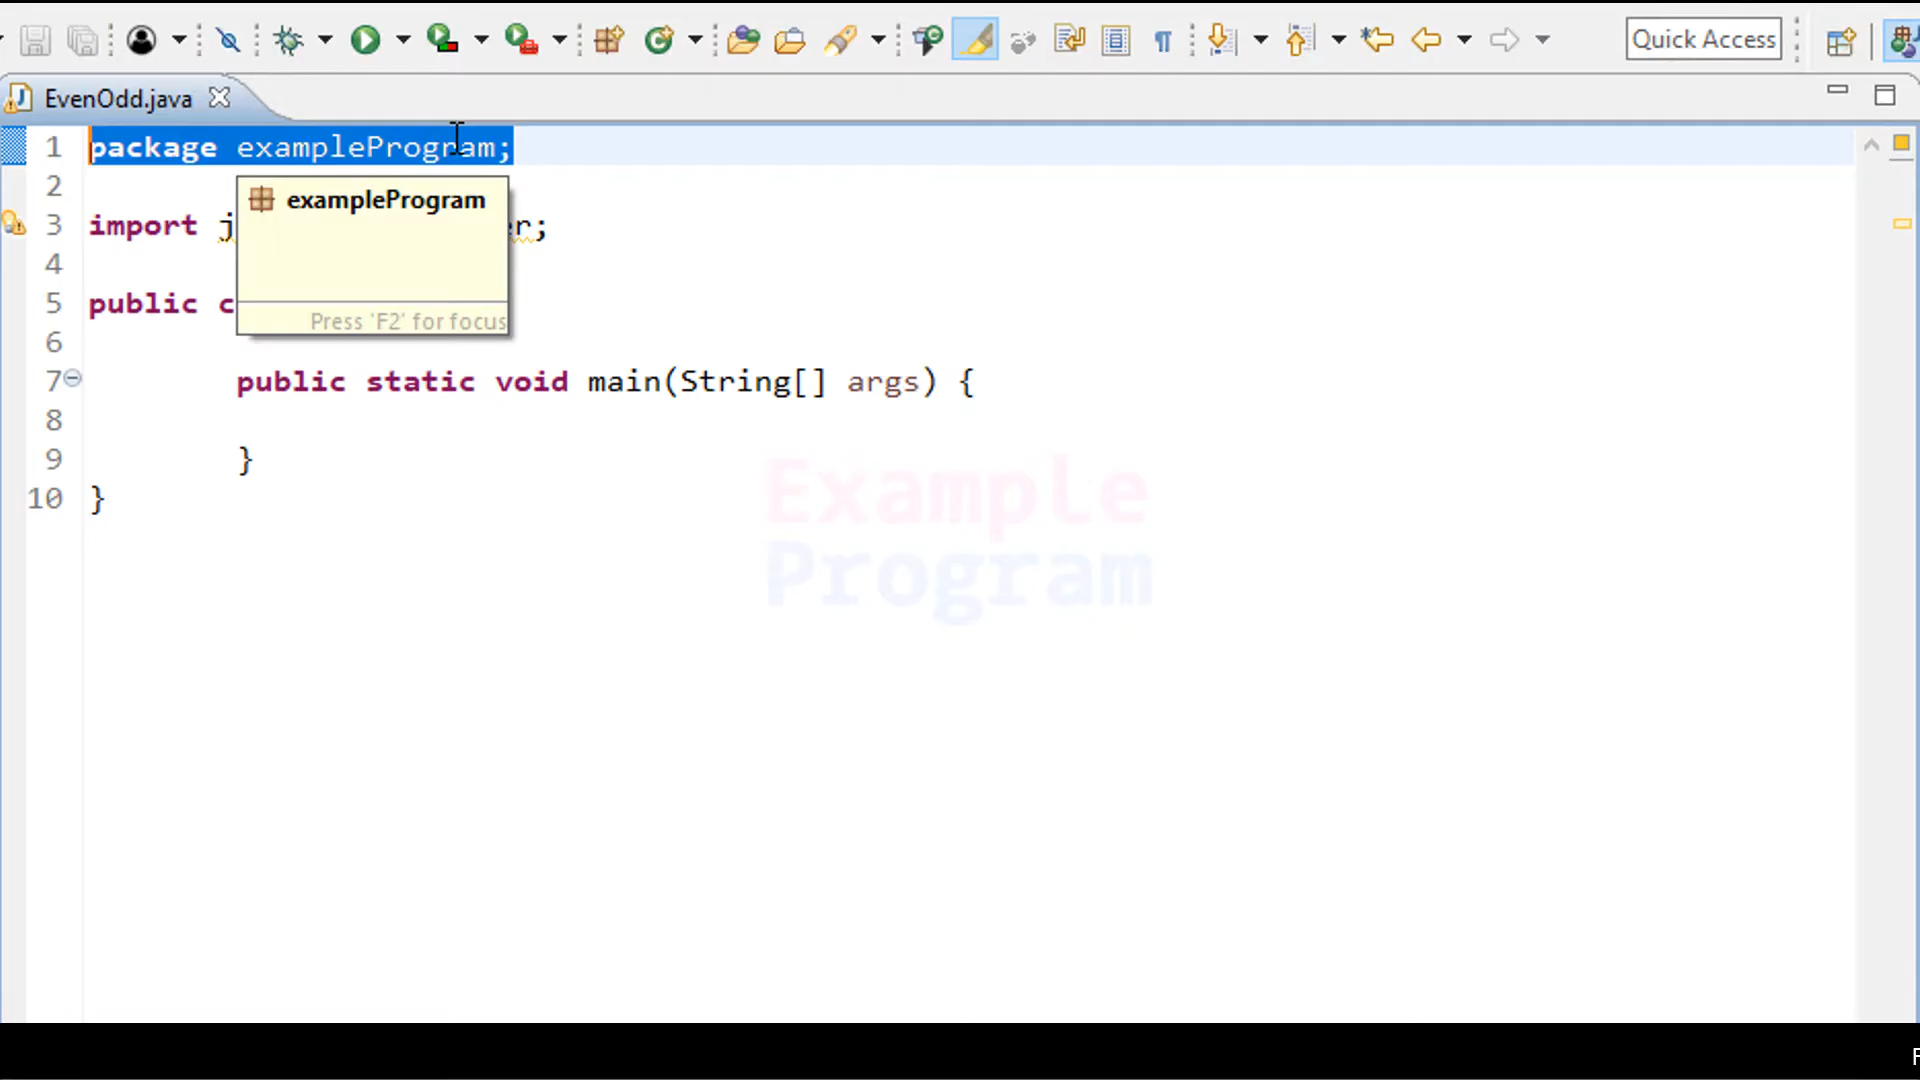 Quick Access
EvenOdd.java
1 package exampleProgram;
2 exampleProgram
3 import j r;
4
5 public c
Press 'F2' for focus
6
7 public static void main(String[] args) {
8
9 }
10 }
Example
Program